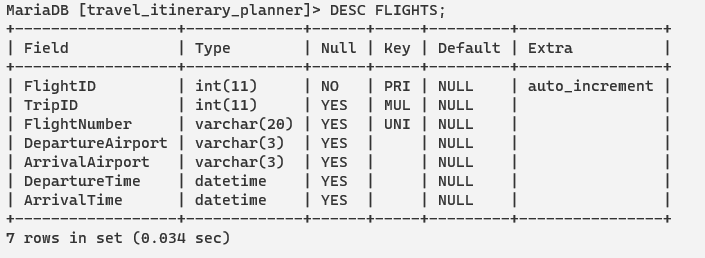 MariaDB [travel_itinerary_planner]> DESC FLIGHTS;
+------------------+-------------+------+-----+---------+----------------+
| Field            | Type        | Null | Key | Default | Extra          |
+------------------+-------------+------+-----+---------+----------------+
| FlightID         | int(11)     | NO   | PRI | NULL    | auto_increment |
| TripID           | int(11)     | YES  | MUL | NULL    |                |
| FlightNumber     | varchar(20) | YES  | UNI | NULL    |                |
| DepartureAirport | varchar(3)  | YES  |     | NULL    |                |
| ArrivalAirport   | varchar(3)  | YES  |     | NULL    |                |
| DepartureTime    | datetime    | YES  |     | NULL    |                |
| ArrivalTime      | datetime    | YES  |     | NULL    |                |
+------------------+-------------+------+-----+---------+----------------+
7 rows in set (0.034 sec)